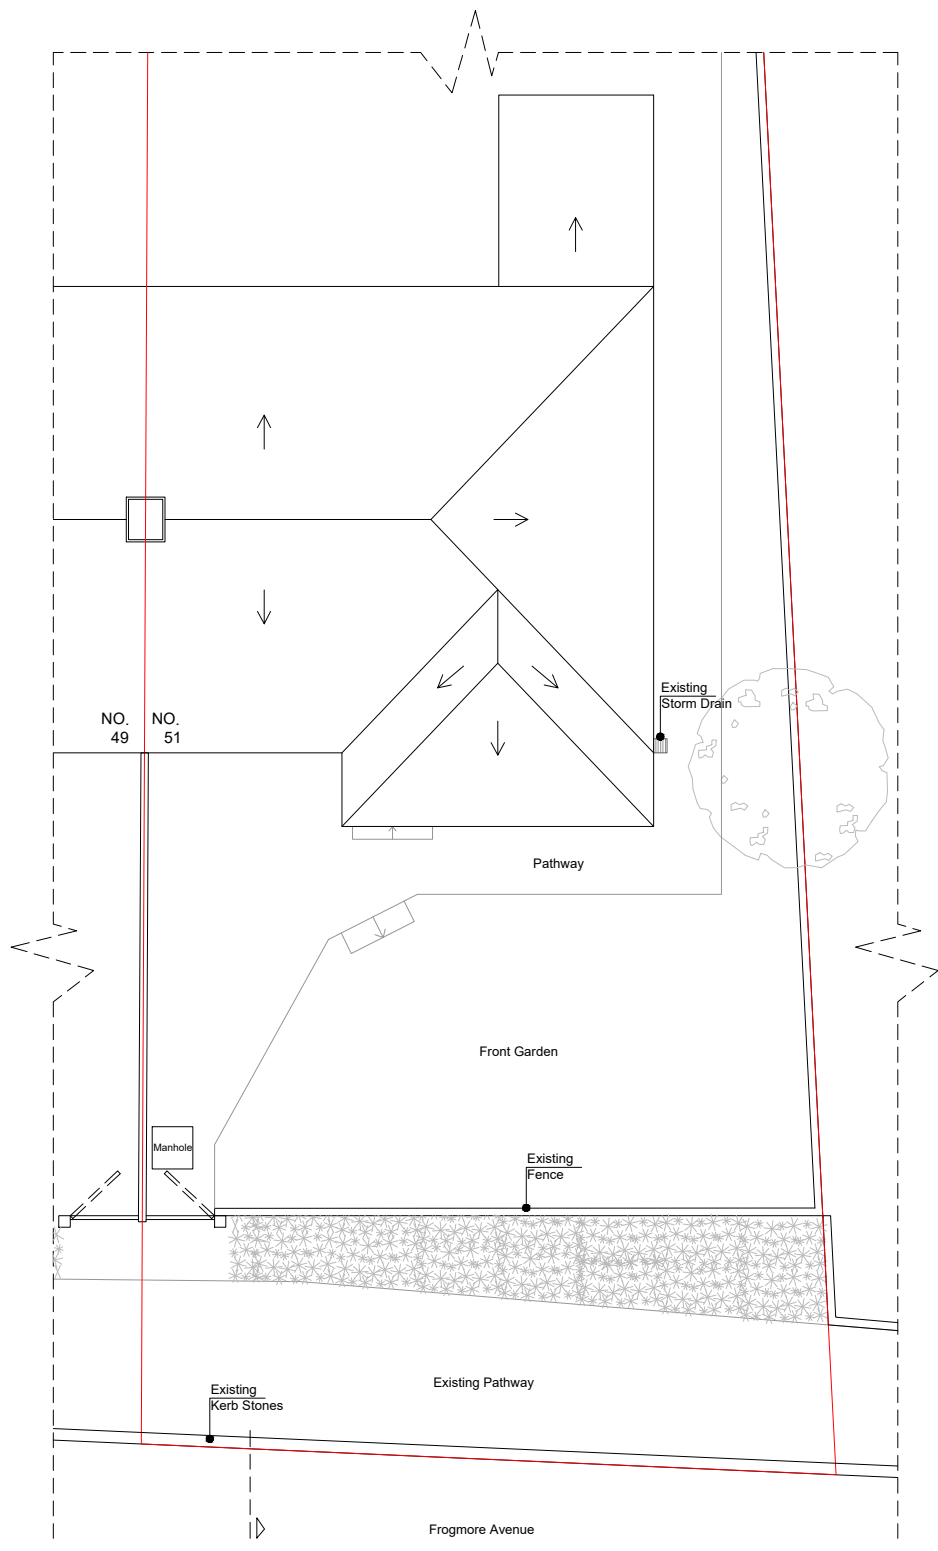 Existing
Storm Drain
NO.
49
NO.
51
Pathway
Front Garden
Manhole
Existing
Fence
Existing Pathway
Existing
Kerb Stones
Frogmore Avenue